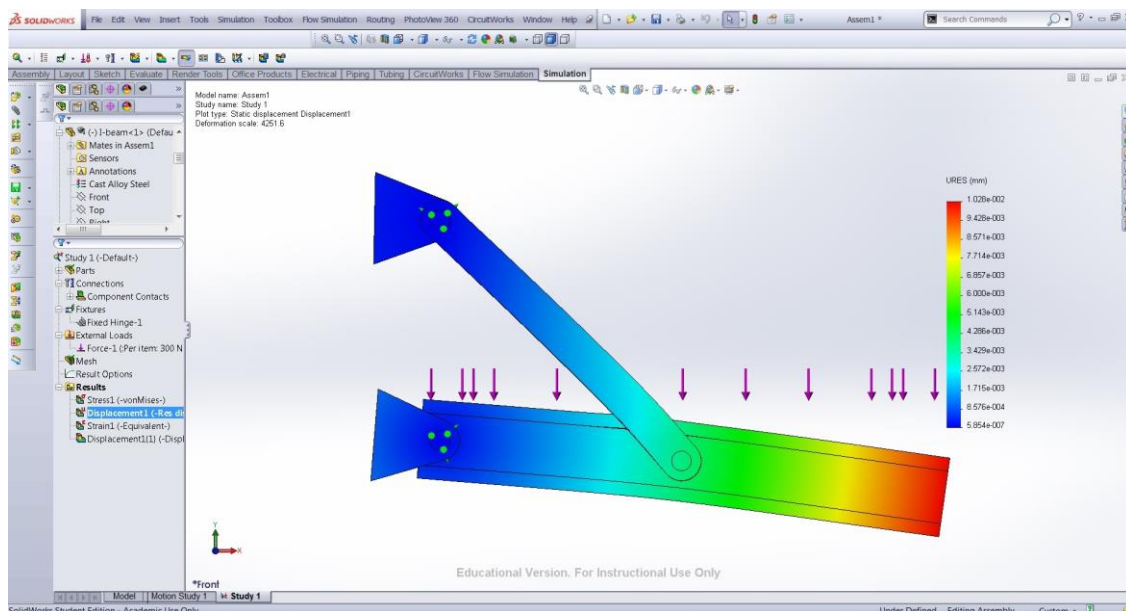 SOLIDWORKS File Edit View Insert Tools Simulation Toolbox Flow Simulation Routing PhotoView 360 CircuitWorks Window Help Assem1 * Search Commands
Assembly Layout Sketch Evaluate Render Tools Office Products Electrical Piping Tubing CircuitWorks Flow Simulation Simulation
Model name: Assem1
Study name: Study 1
Plot type: Static displacement Displacement1
Deformation scale: 4251.6
(-) I-beam<1> (Defau
Mates in Assem1
Sensors
Annotations
Cast Alloy Steel
Front
Top
Study 1 (-Default-)
Parts
Connections
Component Contacts
Fixtures
Fixed Hinge-1
External Loads
Force-1 (:Per item: 300 N
Mesh
Result Options
Results
Stress1 (-vonMises-)
Displacement1 (-Res dis
Strain1 (-Equivalent-)
Displacement1(1) (-Displ
URES (mm)
1.028e-002
9.428e-003
8.571e-003
7.714e-003
6.857e-003
6.000e-003
5.143e-003
4.286e-003
3.429e-003
2.572e-003
1.715e-003
8.576e-004
5.854e-007
Y
X
*Front
Educational Version. For Instructional Use Only
Model Motion Study 1 Study 1
SolidWorks Student Edition - Academic Use Only Under Defined Editing Assembly Custom